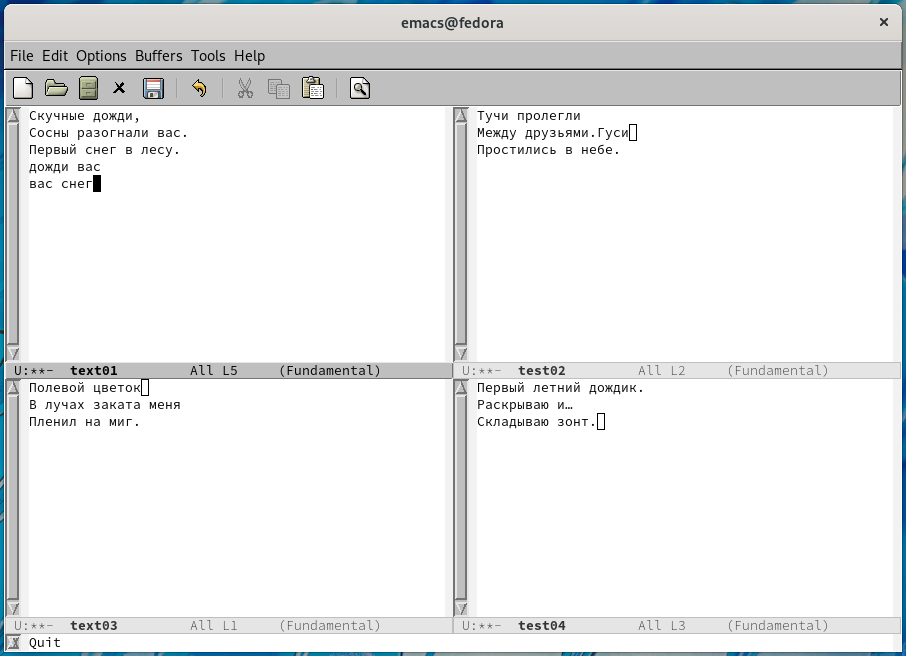 emacs@fedora
File Edit Options Buffers Tools Help
Скучные дожди,
Сосны разогнали вас.
Первый снег в лесу.
дожди вас
вас снег
U:**-  text01         All L5     (Fundamental)
Тучи пролегли
Между друзьями.Гуси
Простились в небе.
U:**-  test02         All L2     (Fundamental)
Полевой цветок
В лучах заката меня
Пленил на миг.
U:**-  text03         All L1     (Fundamental)
Первый летний дождик.
Раскрываю и…
Складываю зонт.
U:**-  test04         All L3     (Fundamental)
Quit